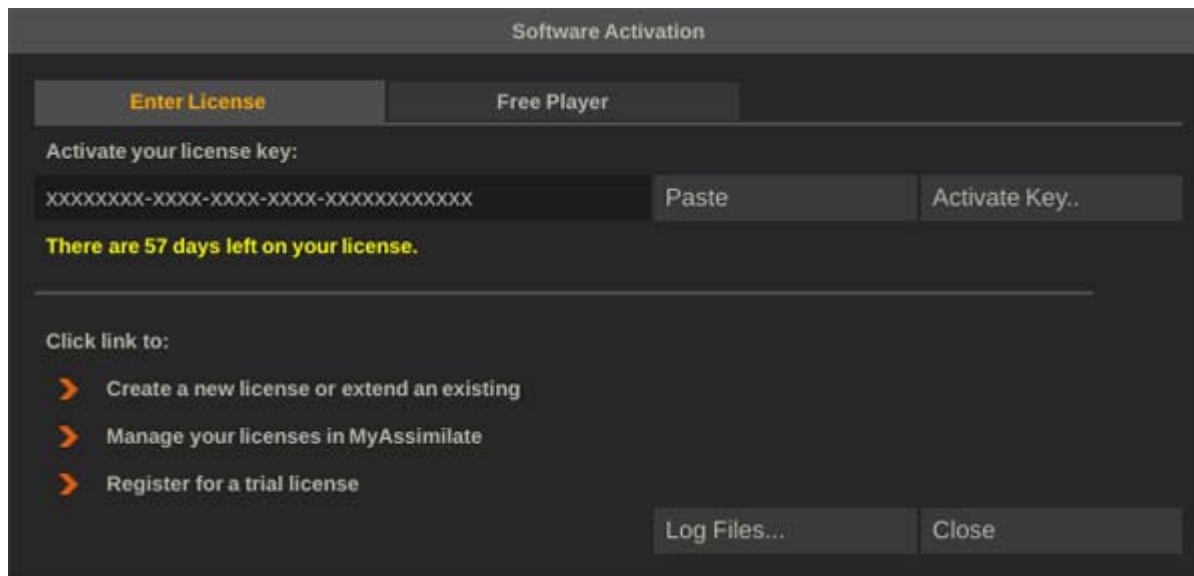 Software Activation
Enter License
Free Player
Activate your license key:
xxxxxxxx-xxxx-xxxx-xxxx-xxxxxxxxxxxx
Paste
Activate Key..
There are 57 days left on your license.
Click link to:
Create a new license or extend an existing
Manage your licenses in MyAssimilate
Register for a trial license
Log Files...
Close